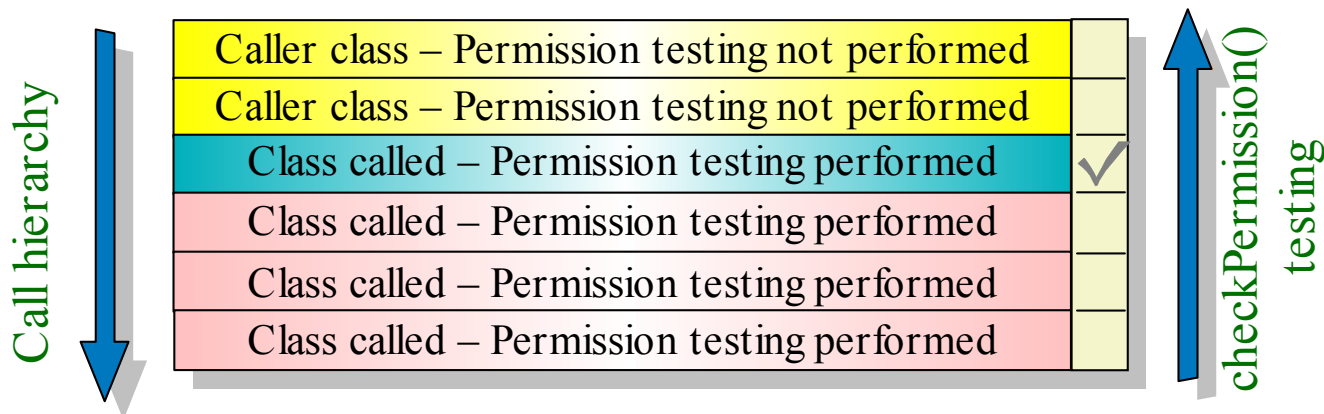 Call hierarchy
Caller class – Permission testing not performed
Caller class – Permission testing not performed
Class called – Permission testing performed
Class called – Permission testing performed
Class called – Permission testing performed
Class called – Permission testing performed
checkPermission()
testing